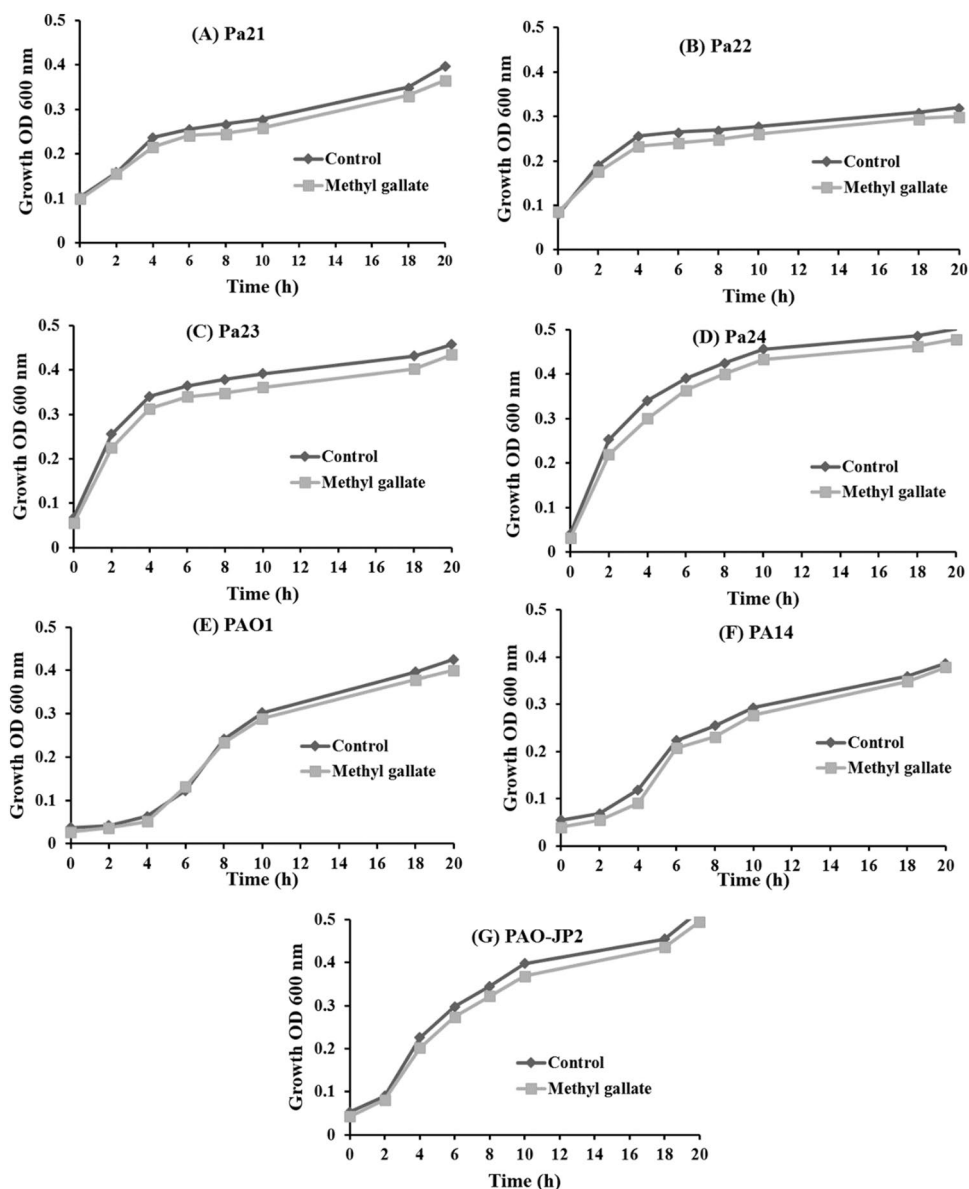 (A) Pa21
Growth OD 600 nm
0.5
0.4
0.3
0.2
0.1
0
Control
Methyl gallate
0 2 4 6 8 10 12 14 16 18 20
Time (h)
(B) Pa22
Growth OD 600 nm
0.5
0.4
0.3
0.2
0.1
0
Control
Methyl gallate
0 2 4 6 8 10 12 14 16 18 20
Time (h)
(C) Pa23
Growth OD 600 nm
0.5
0.4
0.3
0.2
0.1
0
Control
Methyl gallate
0 2 4 6 8 10 12 14 16 18 20
Time (h)
(D) Pa24
Growth OD 600 nm
0.5
0.4
0.3
0.2
0.1
0
Control
Methyl gallate
0 2 4 6 8 10 12 14 16 18 20
Time (h)
(E) PAO1
Growth OD 600 nm
0.5
0.4
0.3
0.2
0.1
0
Control
Methyl gallate
0 2 4 6 8 10 12 14 16 18 20
Time (h)
(F) PA14
Growth OD 600 nm
0.5
0.4
0.3
0.2
0.1
0
Control
Methyl gallate
0 2 4 6 8 10 12 14 16 18 20
Time (h)
(G) PAO-JP2
Growth OD 600 nm
0.5
0.4
0.3
0.2
0.1
0
Control
Methyl gallate
0 2 4 6 8 10 12 14 16 18 20
Time (h)